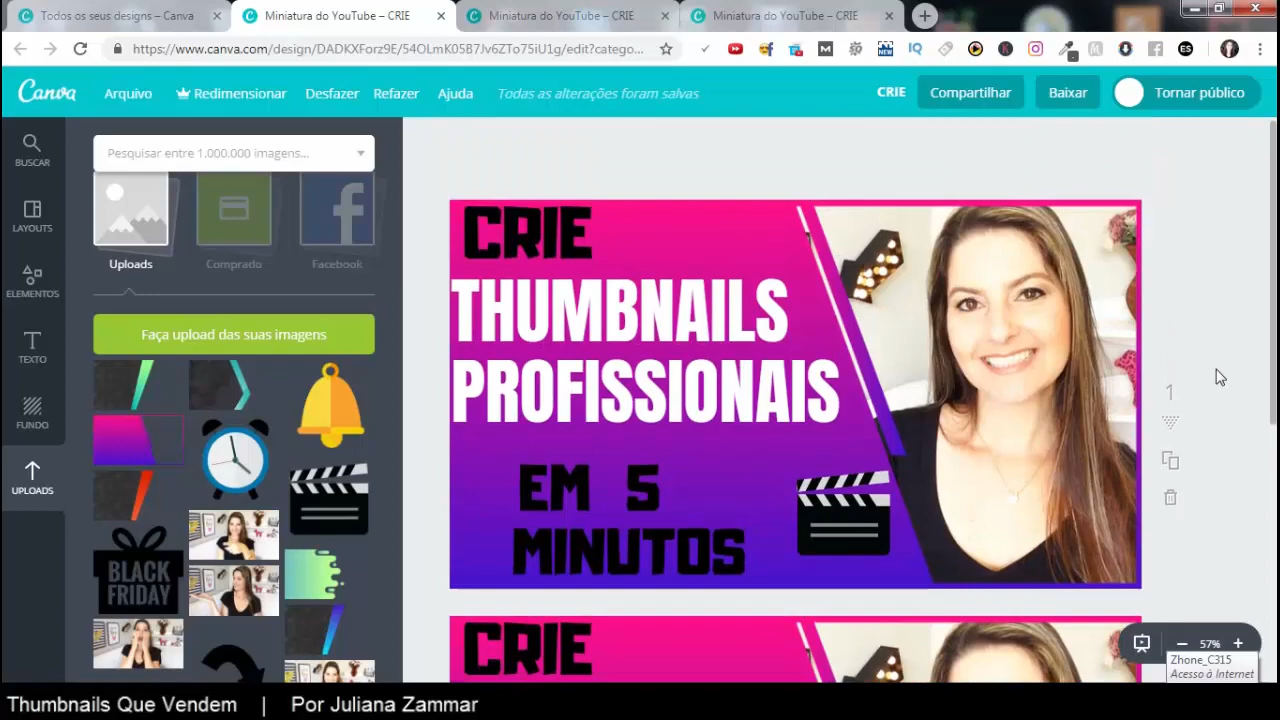 Todos os seus designs – Canva
Miniatura do YouTube – CRIE
Miniatura do YouTube – CRIE
Miniatura do YouTube – CRIE
https://www.canva.com/design/DADKXForz9E/54OLmK05B7Jv6ZTo75iU1g/edit?catego...
Canva
Arquivo
Redimensionar
Desfazer
Refazer
Ajuda
Todas as alterações foram salvas
CRIE
Compartilhar
Baixar
Tornar público
BUSCAR
LAYOUTS
ELEMENTOS
TEXTO
FUNDO
UPLOADS
Pesquisar entre 1.000.000 imagens...
Uploads
Comprado
Facebook
Faça upload das suas imagens
BLACK
FRIDAY
CRIE
THUMBNAILS
PROFISSIONAIS
EM 5
MINUTOS
1
CRIE
57%
Zhone_C315
Acesso à Internet
Thumbnails Que Vendem | Por Juliana Zammar